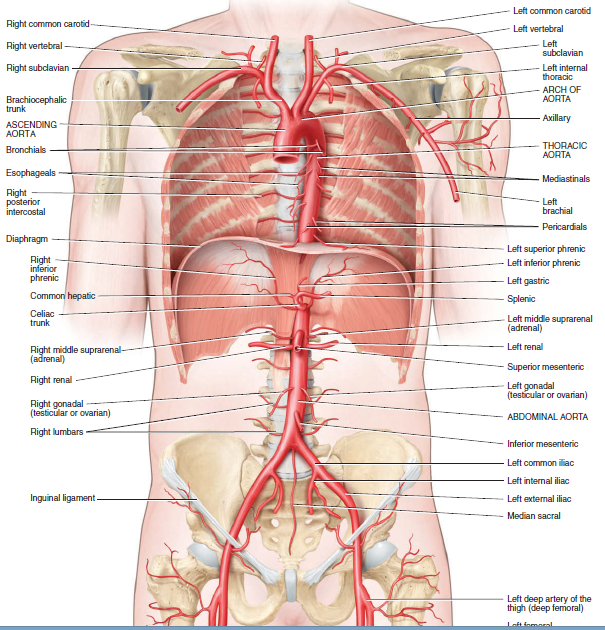 Right common carotid
Right vertebral
Right subclavian
Brachiocephalic
trunk
ASCENDING
AORTA
Bronchials
Esophageals
Right
posterior
intercostal
Diaphragm
Right
inferior
phrenic
Common hepatic
Celiac
trunk
Right middle suprarenal
(adrenal)
Right renal
Right gonadal
(testicular or ovarian)
Right lumbars
Inguinal ligament
Left common carotid
Left vertebral
Left
subclavian
Left internal
thoracic
ARCH OF
AORTA
Axillary
THORACIC
AORTA
Mediastinals
Left
brachial
Pericardials
Left superior phrenic
Left inferior phrenic
Left gastric
Splenic
Left middle suprarenal
(adrenal)
Left renal
Superior mesenteric
Left gonadal
(testicular or ovarian)
ABDOMINAL AORTA
Inferior mesenteric
Left common iliac
Left internal iliac
Left external iliac
Median sacral
Left deep artery of the
thigh (deep femoral)
Left femoral